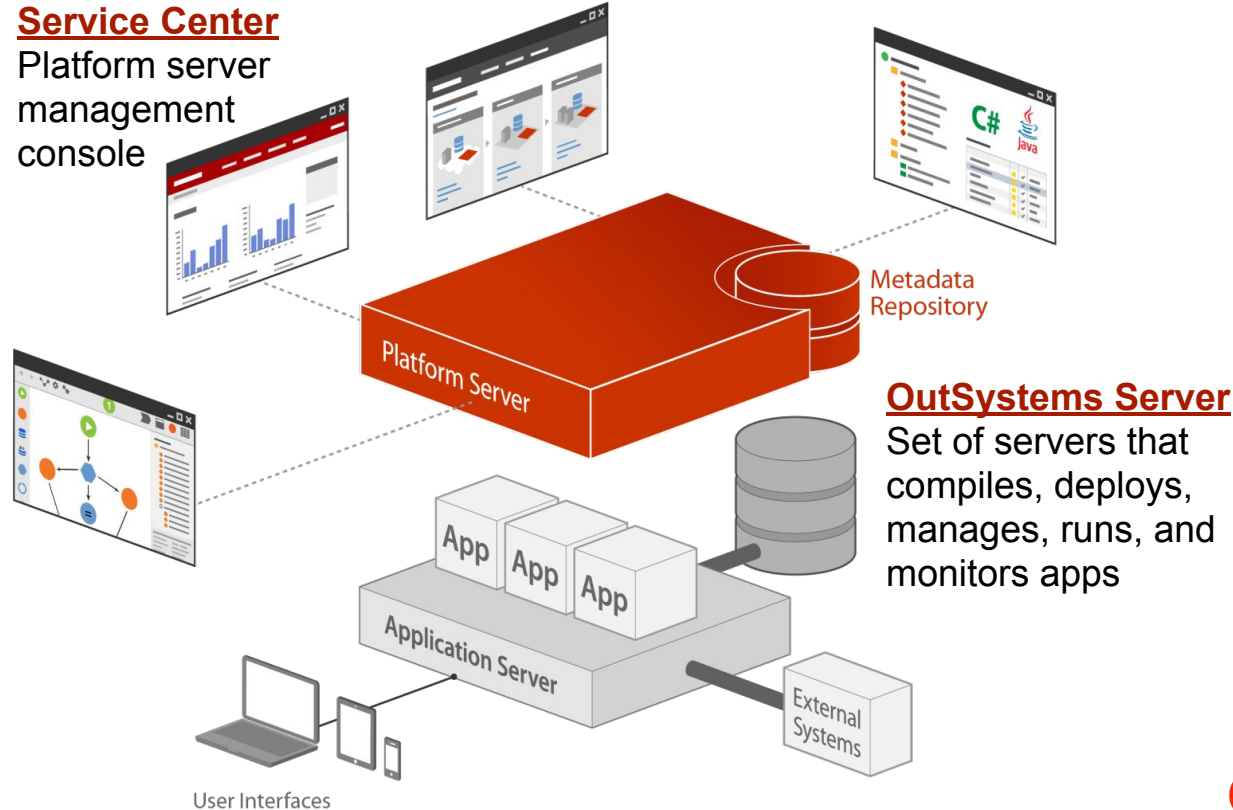 Service Center
Platform server
management
console
C#
Java
Metadata
Repository
Platform Server
1
=
OutSystems Server
Set of servers that
compiles, deploys,
manages, runs, and
monitors apps
App
App
App
Application Server
External
Systems
User Interfaces